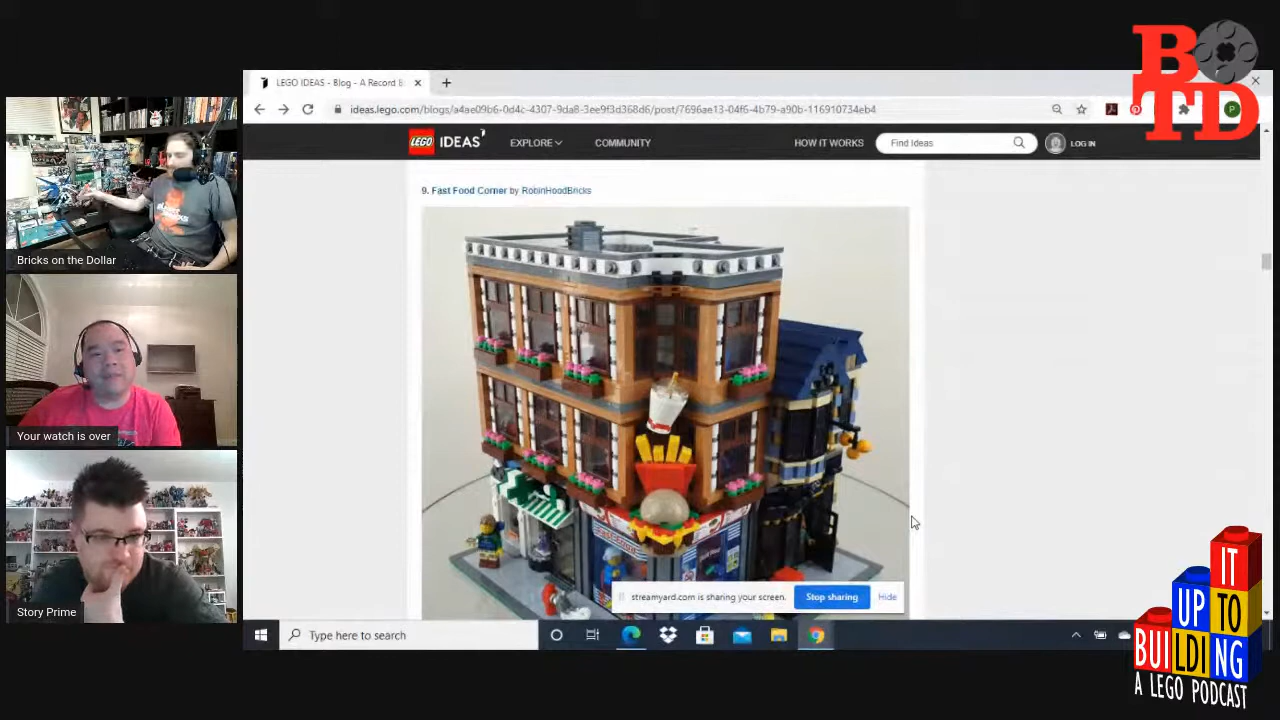 BOTD
LEGO IDEAS - Blog - A Record B
ideas.lego.com/blogs/a4ae09b6-0d4c-4307-9da8-3ee9f3d368d6/post/7696ae13-04f5-4b79-a90b-116910734eb4
LEGO IDEAS
EXPLORE
COMMUNITY
HOW IT WORKS
Find Ideas
LOG IN
9. Fast Food Corner by RobinHoodBricks
Bricks on the Dollar
Your watch is over
Story Prime
streamyard.com is sharing your screen.
Stop sharing
Hide
Type here to search
BUILDING
UP TO
IT
A LEGO PODCAST